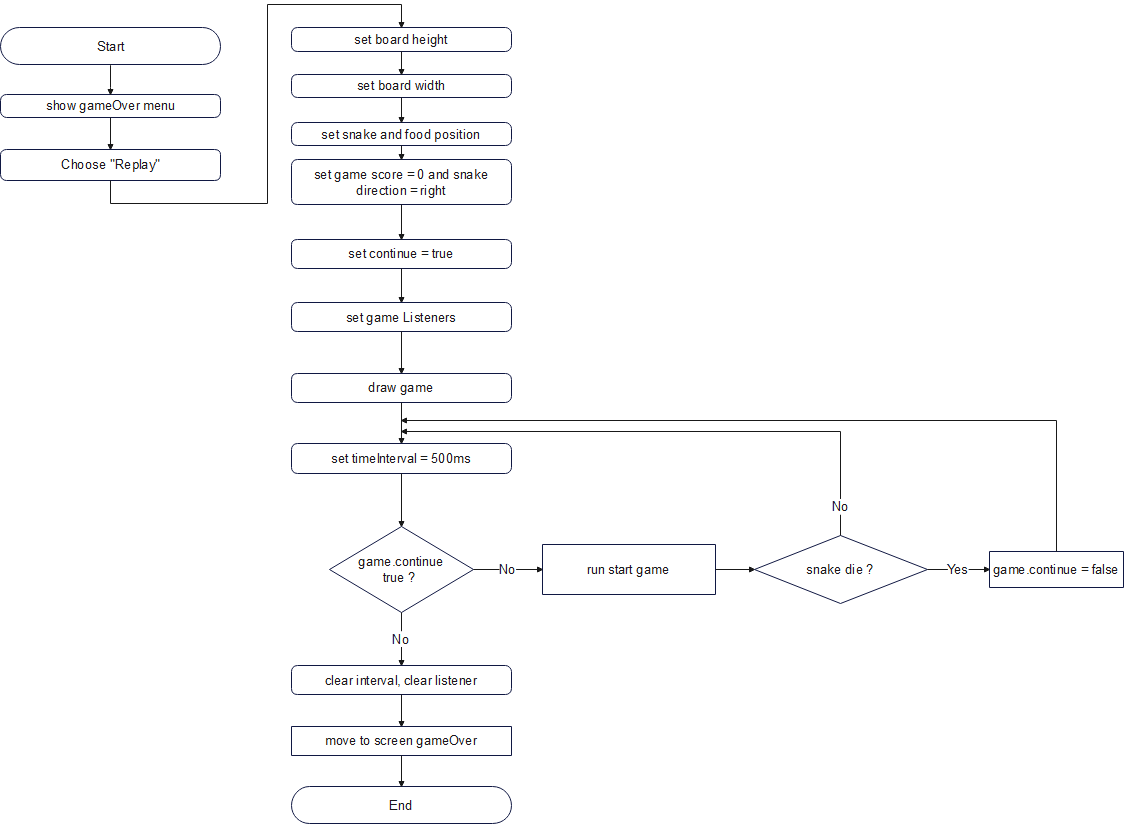 Start
show gameOver menu
Choose "Replay"
set board height
set board width
set snake and food position
set game score = 0 and snake
direction = right
set continue = true
set game Listeners
draw game
set timeInterval = 500ms
game.continue
true ?
No
run start game
snake die ?
No
Yes
game.continue = false
No
clear interval, clear listener
move to screen gameOver
End